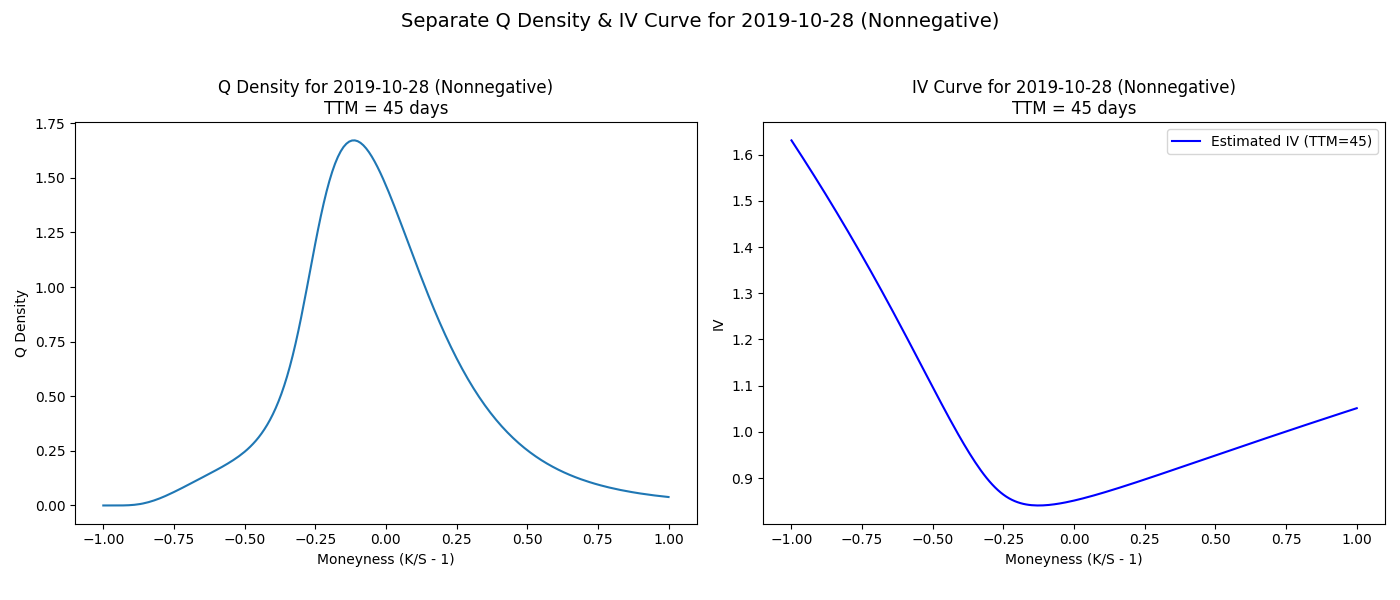 Separate Q Density & IV Curve for 2019-10-28 (Nonnegative)
Q Density for 2019-10-28 (Nonnegative)
TTM = 45 days
1.75
1.50
1.25
1.00
0.75
0.50
0.25
0.00
Q Density
−1.00 −0.75 −0.50 −0.25 0.00 0.25 0.50 0.75 1.00
Moneyness (K/S - 1)
IV Curve for 2019-10-28 (Nonnegative)
TTM = 45 days
Estimated IV (TTM=45)
1.6
1.5
1.4
1.3
1.2
1.1
1.0
0.9
IV
−1.00 −0.75 −0.50 −0.25 0.00 0.25 0.50 0.75 1.00
Moneyness (K/S - 1)